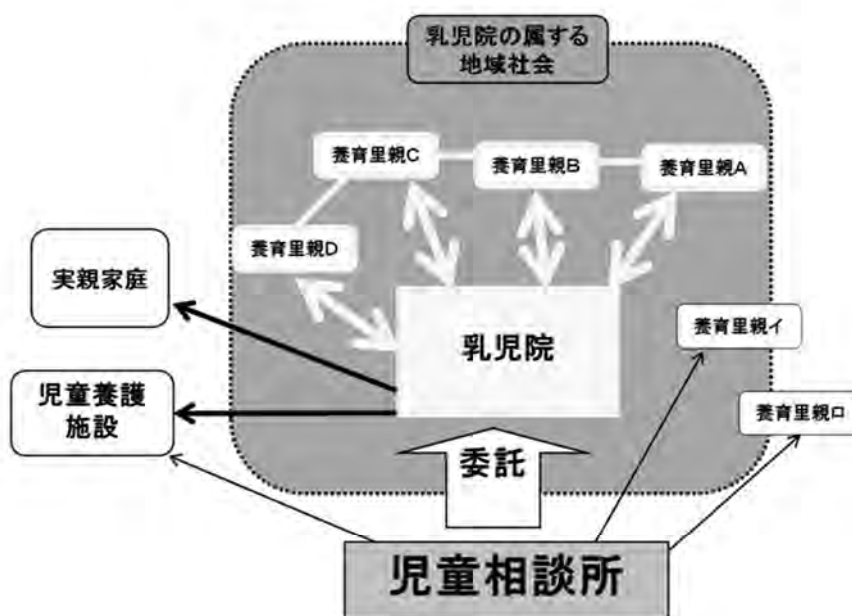 乳児院の属する
地域社会
養育里親C
養育里親B
養育里親A
養育里親D
実親家庭
乳児院
養育里親イ
児童養護
施設
養育里親ロ
委託
児童相談所